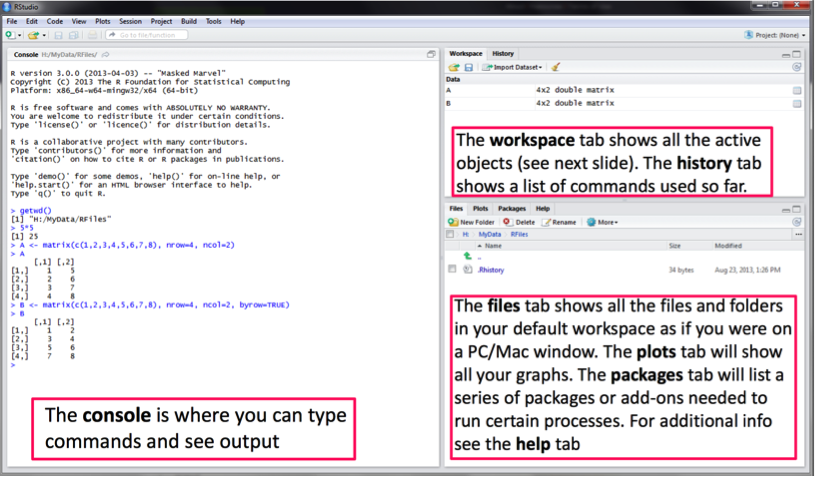 RStudio
File Edit Code View Plots Session Project Build Tools Help
Go to file/function
Project: (None)
Console H:/MyData/RFiles/
R version 3.0.0 (2013-04-03) -- "Masked Marvel"
Copyright (C) 2013 The R Foundation for Statistical Computing
Platform: x86_64-w64-mingw32/x64 (64-bit)
R is free software and comes with ABSOLUTELY NO WARRANTY.
You are welcome to redistribute it under certain conditions.
Type 'license()' or 'licence()' for distribution details.
R is a collaborative project with many contributors.
Type 'contributors()' for more information and
'citation()' on how to cite R or R packages in publications.
Type 'demo()' for some demos, 'help()' for on-line help, or
'help.start()' for an HTML browser interface to help.
Type 'q()' to quit R.
> getwd()
[1] "H:/MyData/RFiles"
> 5*5
[1] 25
> A <- matrix(c(1,2,3,4,5,6,7,8), nrow=4, ncol=2)
> A
[,1] [,2]
[1,] 1 5
[2,] 2 6
[3,] 3 7
[4,] 4 8
> B <- matrix(c(1,2,3,4,5,6,7,8), nrow=4, ncol=2, byrow=TRUE)
> B
[,1] [,2]
[1,] 1 2
[2,] 3 4
[3,] 5 6
[4,] 7 8
>
The console is where you can type
commands and see output
Workspace History
Import Dataset
Data
A 4x2 double matrix
B 4x2 double matrix
The workspace tab shows all the active
objects (see next slide). The history tab
shows a list of commands used so far.
Files Plots Packages Help
New Folder Delete Rename More
H: MyData RFiles
Name Size Modified
..
.Rhistory 34 bytes Aug 23, 2013, 1:26 PM
The files tab shows all the files and folders
in your default workspace as if you were on
a PC/Mac window. The plots tab will show
all your graphs. The packages tab will list a
series of packages or add-ons needed to
run certain processes. For additional info
see the help tab